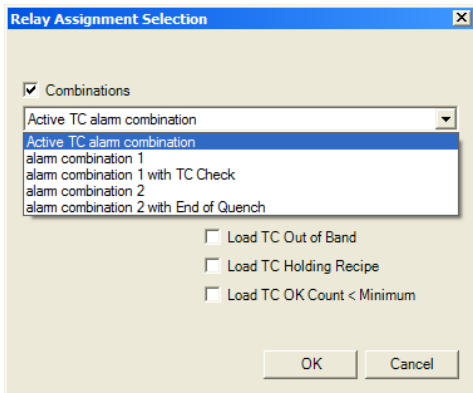 Relay Assignment Selection
Combinations
Active TC alarm combination
Active TC alarm combination
alarm combination 1
alarm combination 1 with TC Check
alarm combination 2
alarm combination 2 with End of Quench
Load TC Out of Band
Load TC Holding Recipe
Load TC OK Count < Minimum
OK Cancel